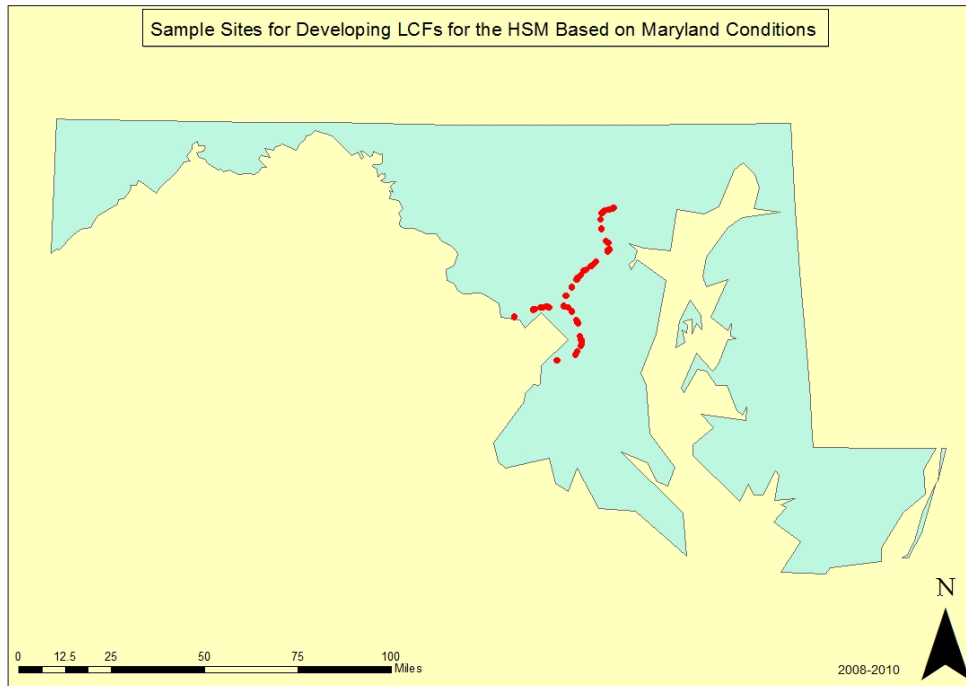 Sample Sites for Developing LCFs for the HSM Based on Maryland Conditions
N
0 12.5 25 50 75 100
Miles
2008-2010